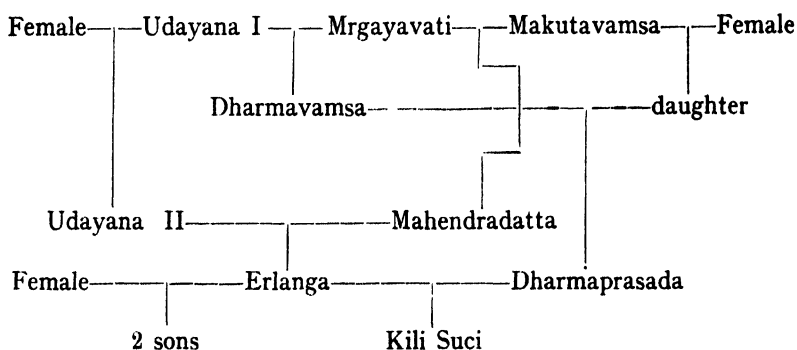 Female Udayana I Mrgayavati Makutavamsa Female
Dharmavamsa daughter
Udayana II Mahendradatta
Female Erlanga Dharmaprasada
2 sons Kili Suci